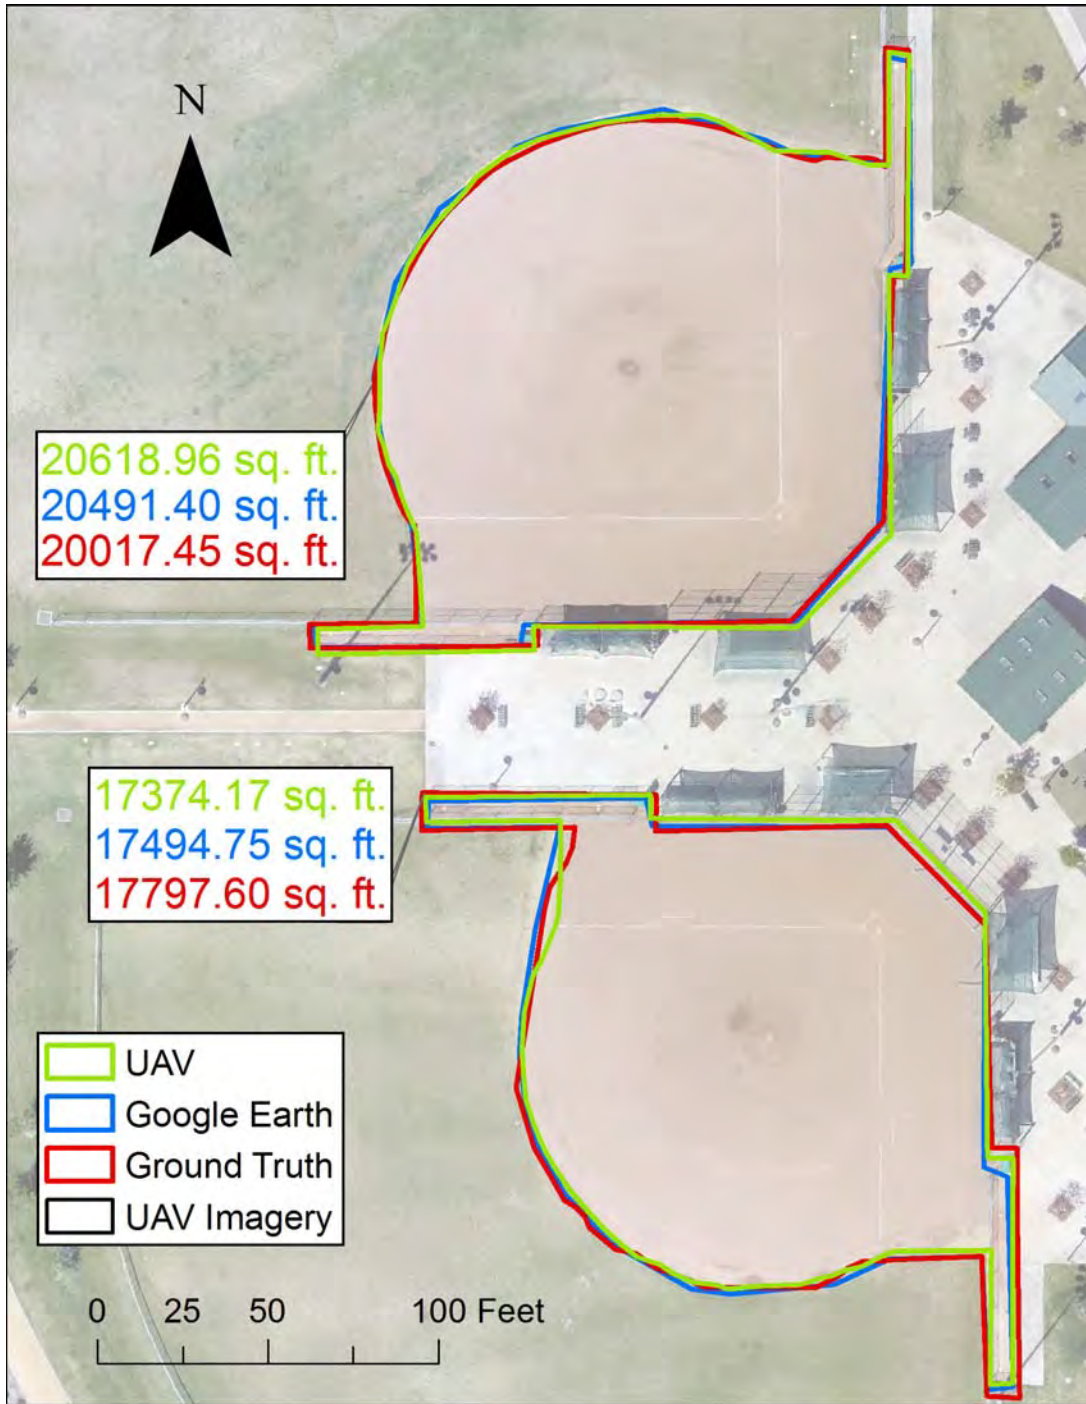 N
20618.96 sq. ft.
20491.40 sq. ft.
20017.45 sq. ft.
17374.17 sq. ft.
17494.75 sq. ft.
17797.60 sq. ft.
UAV
Google Earth
Ground Truth
UAV Imagery
0 25 50 100 Feet